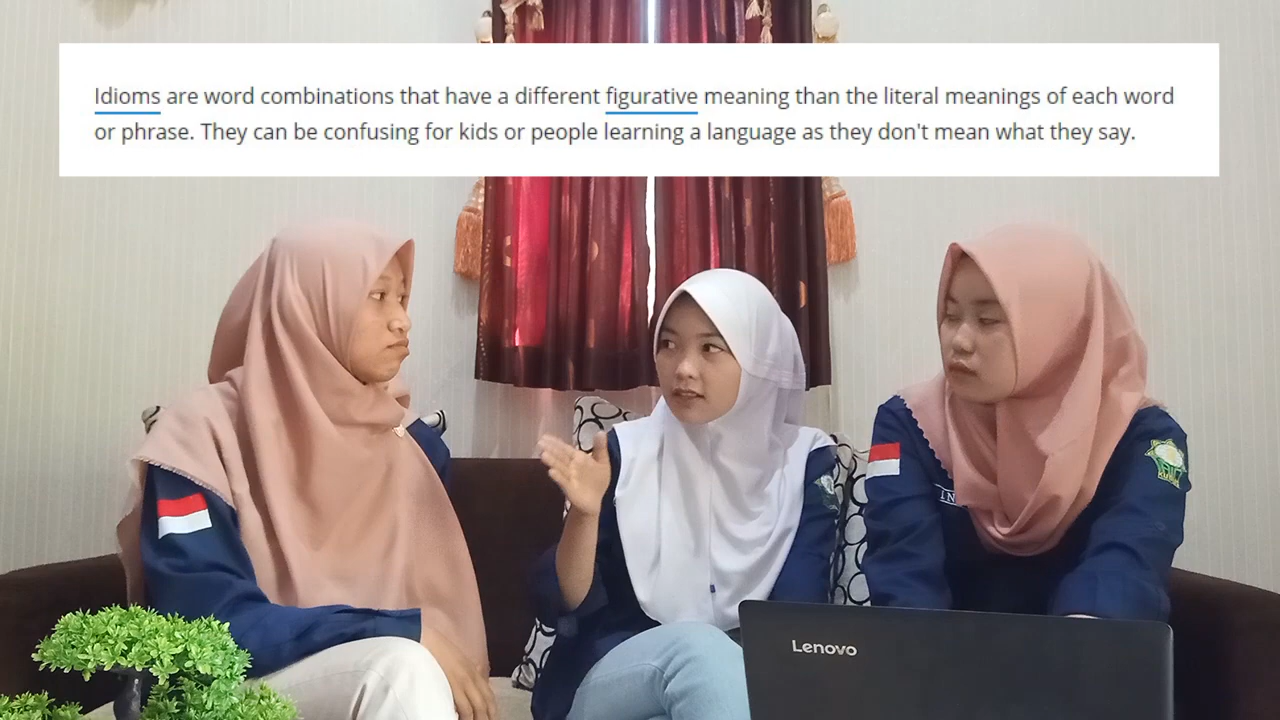 Idioms are word combinations that have a different figurative meaning than the literal meanings of each word
or phrase. They can be confusing for kids or people learning a language as they don't mean what they say.
Lenovo